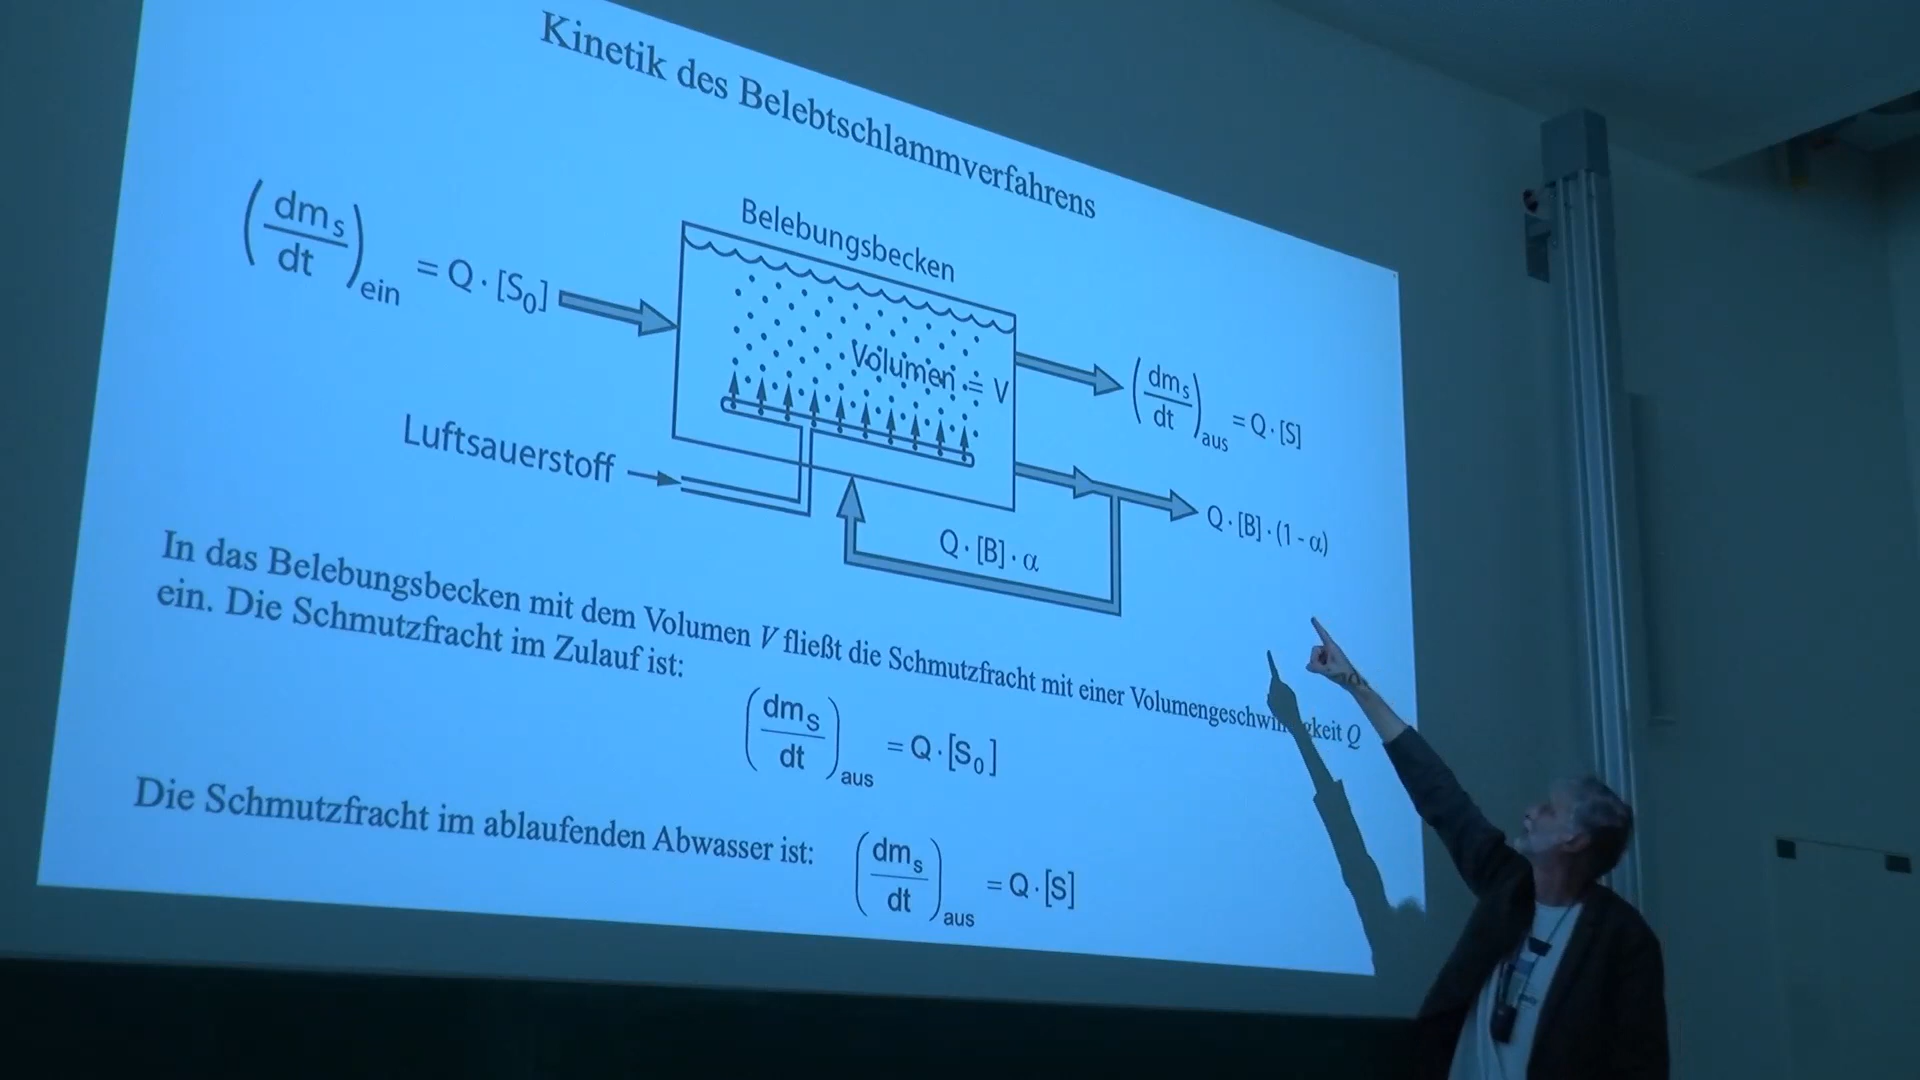 Kinetik des Belebtschlammverfahrens
(dm_s/dt)_ein = Q · [S_0]
Belebungsbecken
Volumen = V
(dm_s/dt)_aus = Q · [S]
Luftsauerstoff
Q · [B] · (1 - α)
Q · [B] · α
In das Belebungsbecken mit dem Volumen V fließt die Schmutzfracht mit einer Volumengeschwindigkeit Q
ein. Die Schmutzfracht im Zulauf ist:
(dm_S/dt)_aus = Q · [S_0]
Die Schmutzfracht im ablaufenden Abwasser ist: (dm_s/dt)_aus = Q · [S]